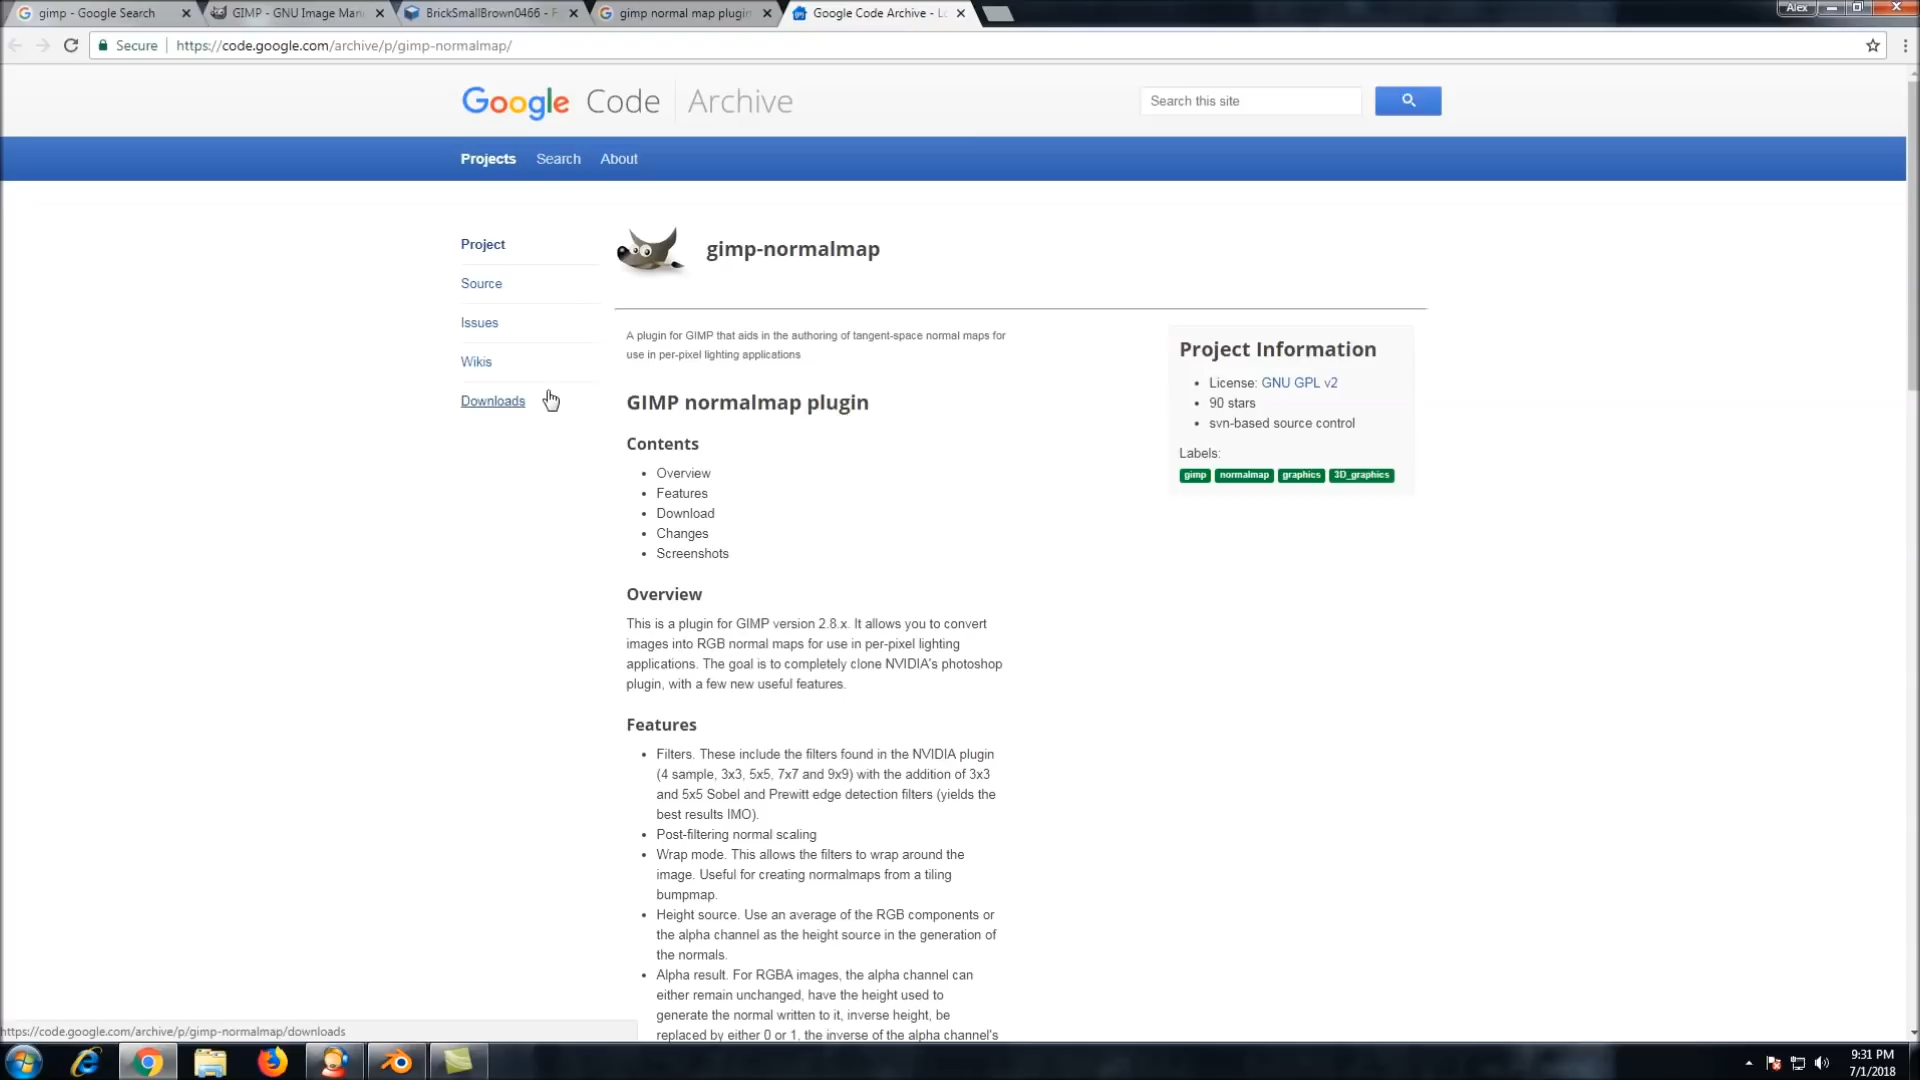 gimp - Google Search
GIMP - GNU Image Man
BrickSmallBrown0466 - F
gimp normal map plugin
Google Code Archive - Lo
Alex
Secure
https://code.google.com/archive/p/gimp-normalmap/
Google Code Archive
Search this site
Projects Search About
Project
Source
Issues
Wikis
Downloads
gimp-normalmap
A plugin for GIMP that aids in the authoring of tangent-space normal maps for
use in per-pixel lighting applications
GIMP normalmap plugin
Contents
• Overview
• Features
• Download
• Changes
• Screenshots
Overview
This is a plugin for GIMP version 2.8.x. It allows you to convert
images into RGB normal maps for use in per-pixel lighting
applications. The goal is to completely clone NVIDIA's photoshop
plugin, with a few new useful features.
Features
• Filters. These include the filters found in the NVIDIA plugin
(4 sample, 3x3, 5x5, 7x7 and 9x9) with the addition of 3x3
and 5x5 Sobel and Prewitt edge detection filters (yields the
best results IMO).
• Post-filtering normal scaling
• Wrap mode. This allows the filters to wrap around the
image. Useful for creating normalmaps from a tiling
bumpmap.
• Height source. Use an average of the RGB components or
the alpha channel as the height source in the generation of
the normals.
• Alpha result. For RGBA images, the alpha channel can
either remain unchanged, have the height used to
generate the normal written to it, inverse height, be
replaced by either 0 or 1, the inverse of the alpha channel's
Project Information
• License: GNU GPL v2
• 90 stars
• svn-based source control
Labels:
gimp normalmap graphics 3D_graphics
https://code.google.com/archive/p/gimp-normalmap/downloads
9:31 PM
7/1/2018